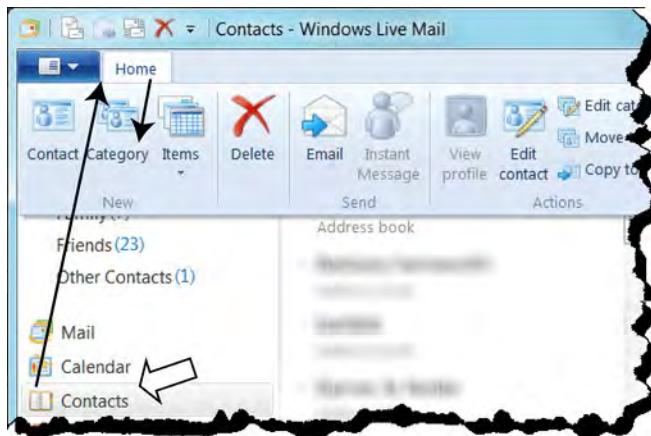 Contacts - Windows Live Mail
Home
Contact Category Items Delete Email Instant Message View profile Edit contact
Edit
Move
Copy to
New Send Actions
Friends (23)
Other Contacts (1)
Address book
Mail
Calendar
Contacts